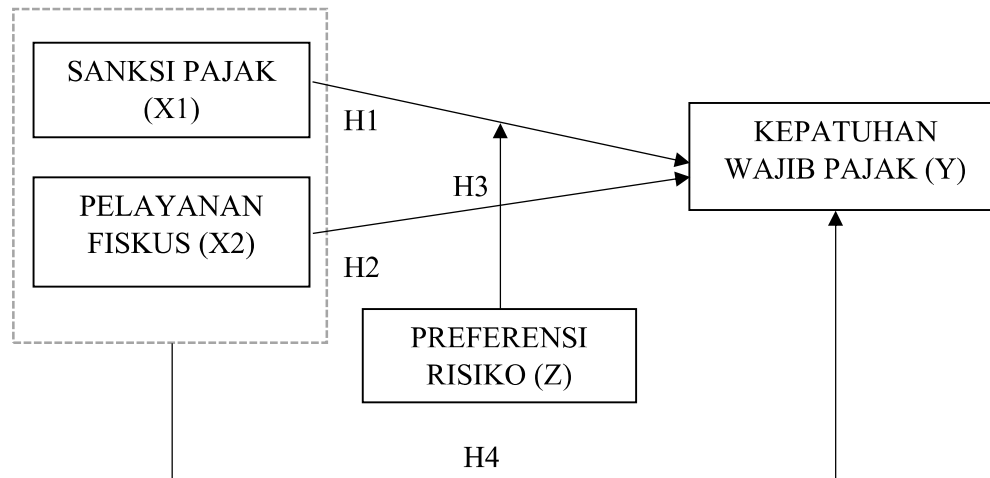 SANKSI PAJAK
(X1)
H1
KEPATUHAN
WAJIB PAJAK (Y)
H3
PELAYANAN
FISKUS (X2)
H2
PREFERENSI
RISIKO (Z)
H4